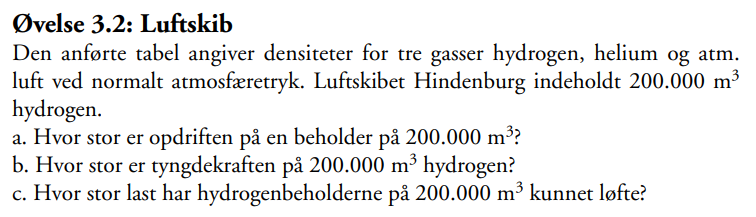 Øvelse 3.2: Luftskib
Den anførte tabel angiver densiteter for tre gasser hydrogen, helium og atm.
luft ved normalt atmosfæretryk. Luftskibet Hindenburg indeholdt 200.000 m³
hydrogen.
a. Hvor stor er opdriften på en beholder på 200.000 m³?
b. Hvor stor er tyngdekraften på 200.000 m³ hydrogen?
c. Hvor stor last har hydrogenbeholderne på 200.000 m³ kunnet løfte?